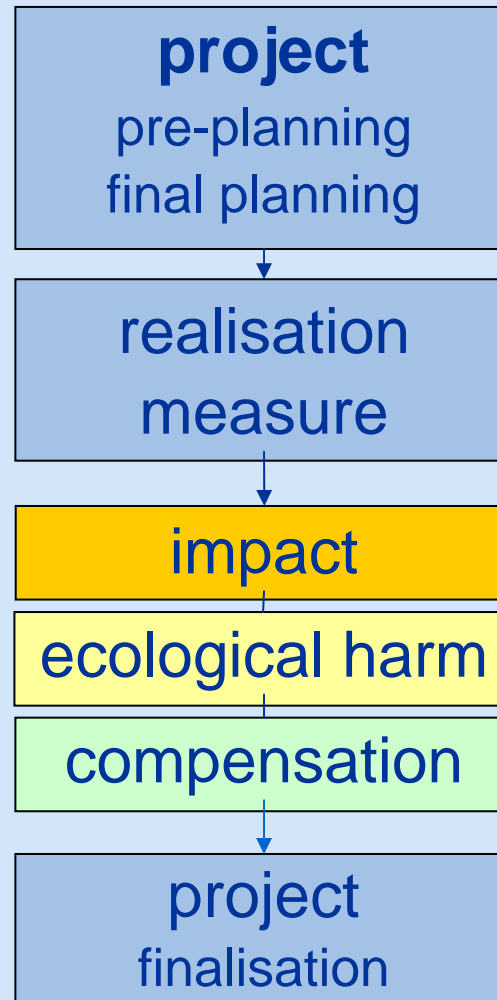 project
pre-planning
final planning
realisation
measure
impact
ecological harm
compensation
project
finalisation